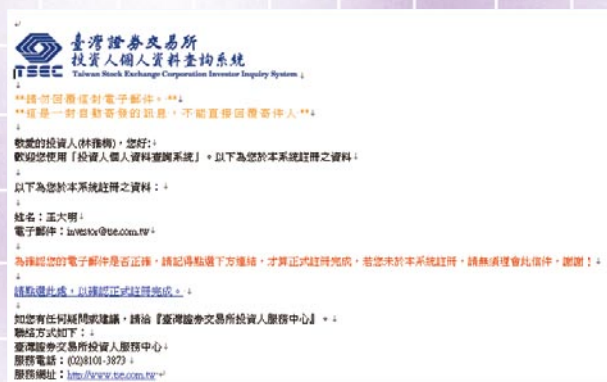 臺灣證券交易所
投資人個人資料查詢系統
TSEC Taiwan Stock Exchange Corporation Investor Inquiry System
**請勿回覆這封電子郵件。**
**這是一封自動寄發的訊息,不能直接回覆寄件人**
敬愛的投資人(林雅梅),您好:
歡迎您使用「投資人個人資料查詢系統」。以下為您於本系統註冊之資料
以下為您於本系統註冊之資料:
姓名:王大明
電子郵件:investor@tse.com.tw
為確認您的電子郵件是否正確,請記得點選下方連結,才算正式註冊完成,若您未於本系統註冊,請無須理會此信件,謝謝!
請點選此處,以確認正式註冊完成。
如您有任何疑問或建議,請洽『臺灣證券交易所投資人服務中心』。
聯絡方式如下:
臺灣證券交易所投資人服務中心
服務電話:(02)8101-3873
服務網址:http://www.tse.com.tw